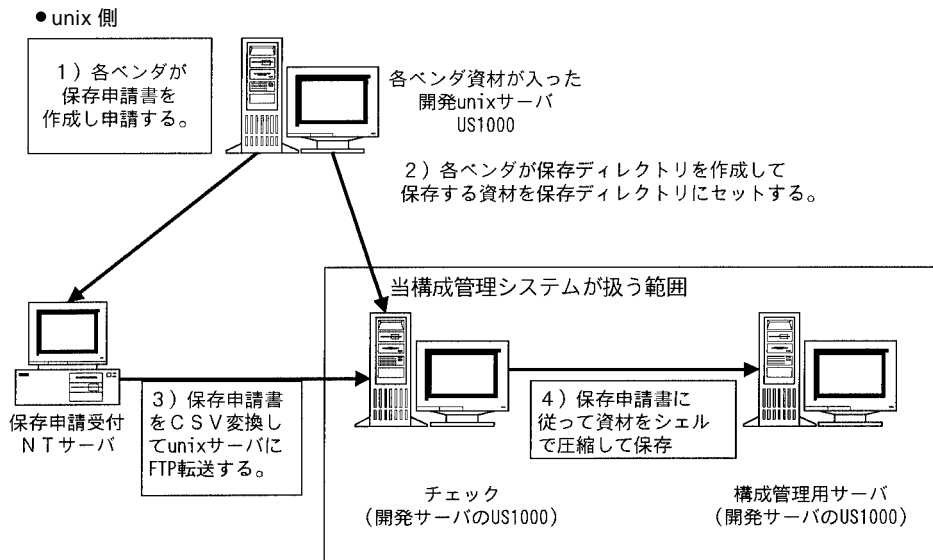 ●unix 側
1）各ベンダが
保存申請書を
作成し申請する。
各ベンダ資材が入った
開発unixサーバ
US1000
2）各ベンダが保存ディレクトリを作成して
保存する資材を保存ディレクトリにセットする。
当構成管理システムが扱う範囲
保存申請受付
ＮＴサーバ
3）保存申請書
をＣＳＶ変換し
てunixサーバに
FTP転送する。
4）保存申請書に
従って資材をシェル
で圧縮して保存
チェック
（開発サーバのUS1000）
構成管理用サーバ
（開発サーバのUS1000）